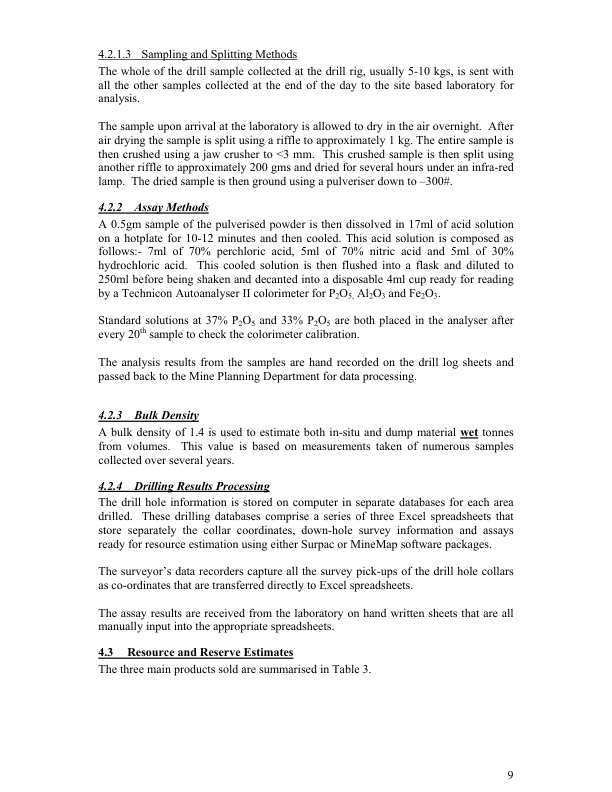 4.2.1.3 Sampling and Splitting Methods
The whole of the drill sample collected at the drill rig, usually 5-10 kgs, is sent with
all the other samples collected at the end of the day to the site based laboratory for
analysis.
The sample upon arrival at the laboratory is allowed to dry in the air overnight. After
air drying the sample is split using a riffle to approximately 1 kg. The entire sample is
then crushed using a jaw crusher to <3 mm. This crushed sample is then split using
another riffle to approximately 200 gms and dried for several hours under an infra-red
lamp. The dried sample is then ground using a pulveriser down to –300#.
4.2.2 Assay Methods
A 0.5gm sample of the pulverised powder is then dissolved in 17ml of acid solution
on a hotplate for 10-12 minutes and then cooled. This acid solution is composed as
follows:- 7ml of 70% perchloric acid, 5ml of 70% nitric acid and 5ml of 30%
hydrochloric acid. This cooled solution is then flushed into a flask and diluted to
250ml before being shaken and decanted into a disposable 4ml cup ready for reading
by a Technicon Autoanalyser II colorimeter for P₂O₅, Al₂O₃ and Fe₂O₃.
Standard solutions at 37% P₂O₅ and 33% P₂O₅ are both placed in the analyser after
every 20th sample to check the colorimeter calibration.
The analysis results from the samples are hand recorded on the drill log sheets and
passed back to the Mine Planning Department for data processing.
4.2.3 Bulk Density
A bulk density of 1.4 is used to estimate both in-situ and dump material wet tonnes
from volumes. This value is based on measurements taken of numerous samples
collected over several years.
4.2.4 Drilling Results Processing
The drill hole information is stored on computer in separate databases for each area
drilled. These drilling databases comprise a series of three Excel spreadsheets that
store separately the collar coordinates, down-hole survey information and assays
ready for resource estimation using either Surpac or MineMap software packages.
The surveyor's data recorders capture all the survey pick-ups of the drill hole collars
as co-ordinates that are transferred directly to Excel spreadsheets.
The assay results are received from the laboratory on hand written sheets that are all
manually input into the appropriate spreadsheets.
4.3 Resource and Reserve Estimates
The three main products sold are summarised in Table 3.
9